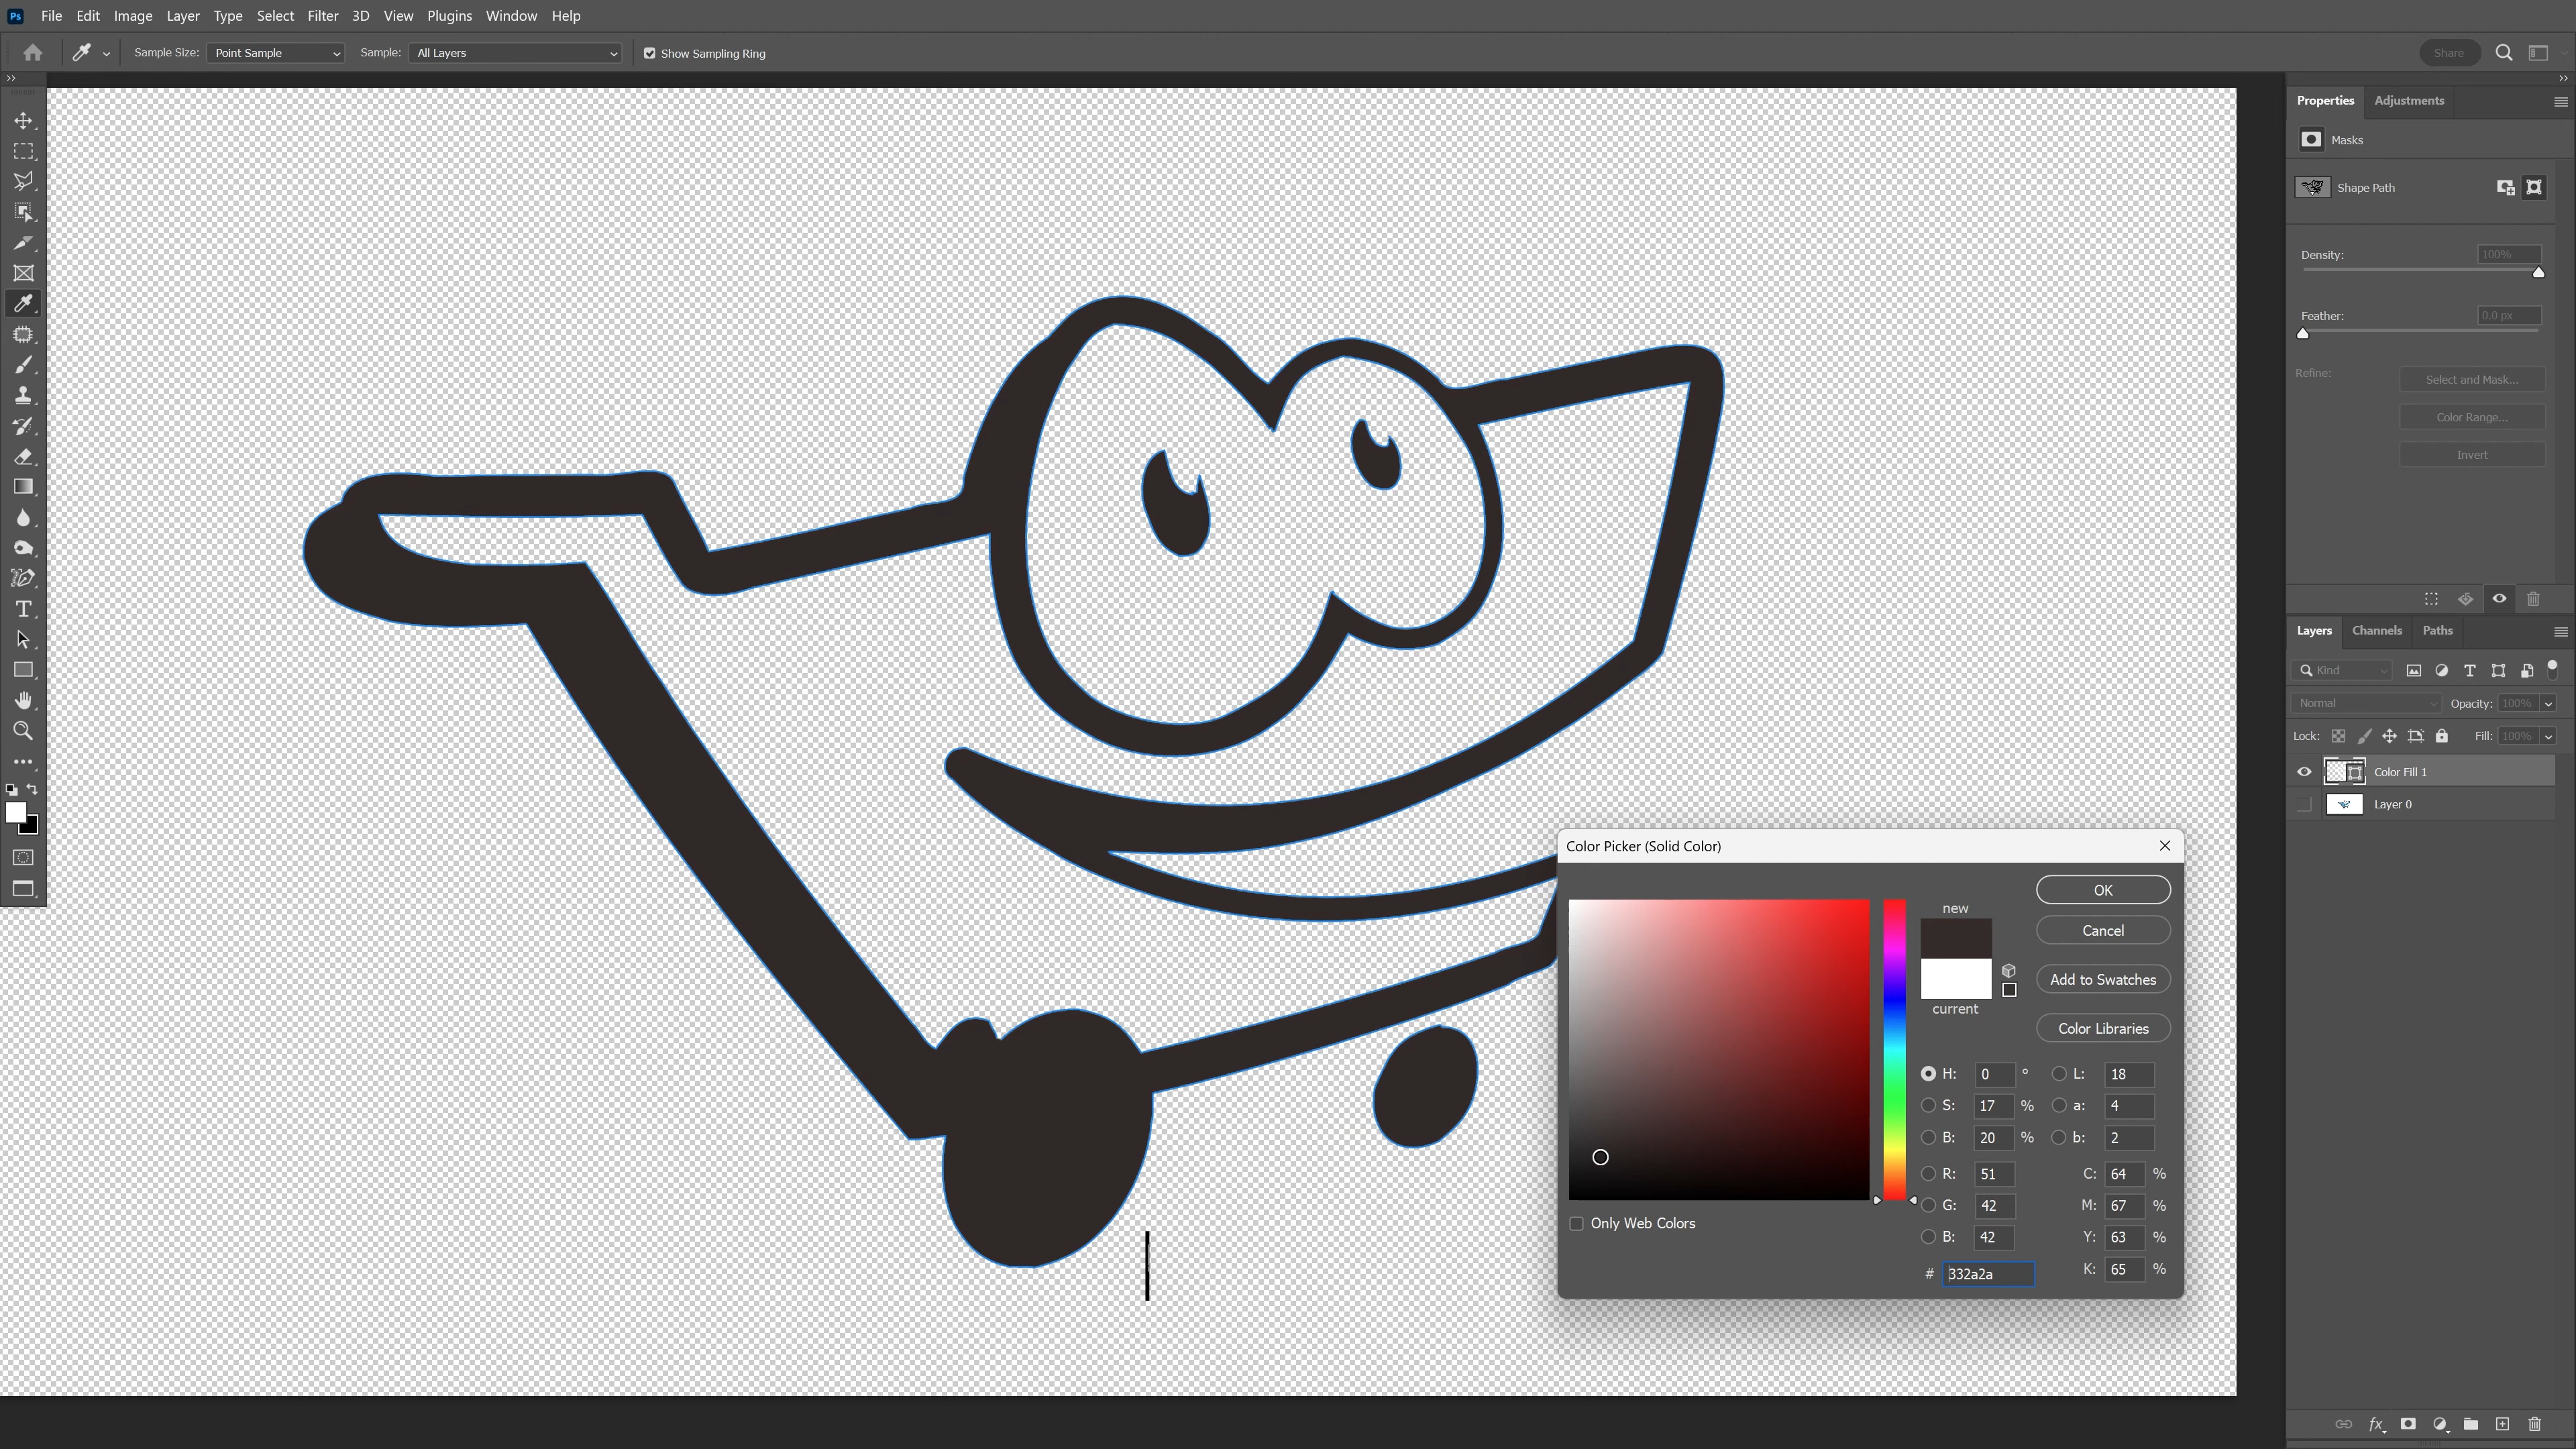 Ps File Edit Image Layer Type Select Filter 3D View Plugins Window Help
Sample Size: Point Sample Sample: All Layers Show Sampling Ring Share
Properties Adjustments
Masks
Shape Path
Density: 100%
Feather: 0.0 px
Refine: Select and Mask...
Color Range...
Invert
Layers Channels Paths
Kind
Normal Opacity: 100%
Lock: Fill: 100%
Color Fill 1
Layer 0
fx
Color Picker (Solid Color)
OK
new
Cancel
Add to Swatches
current
Color Libraries
H: 0 ° L: 18
S: 17 % a: 4
B: 20 % b: 2
R: 51 C: 64 %
G: 42 M: 67 %
B: 42 Y: 63 %
# 332a2a K: 65 %
Only Web Colors